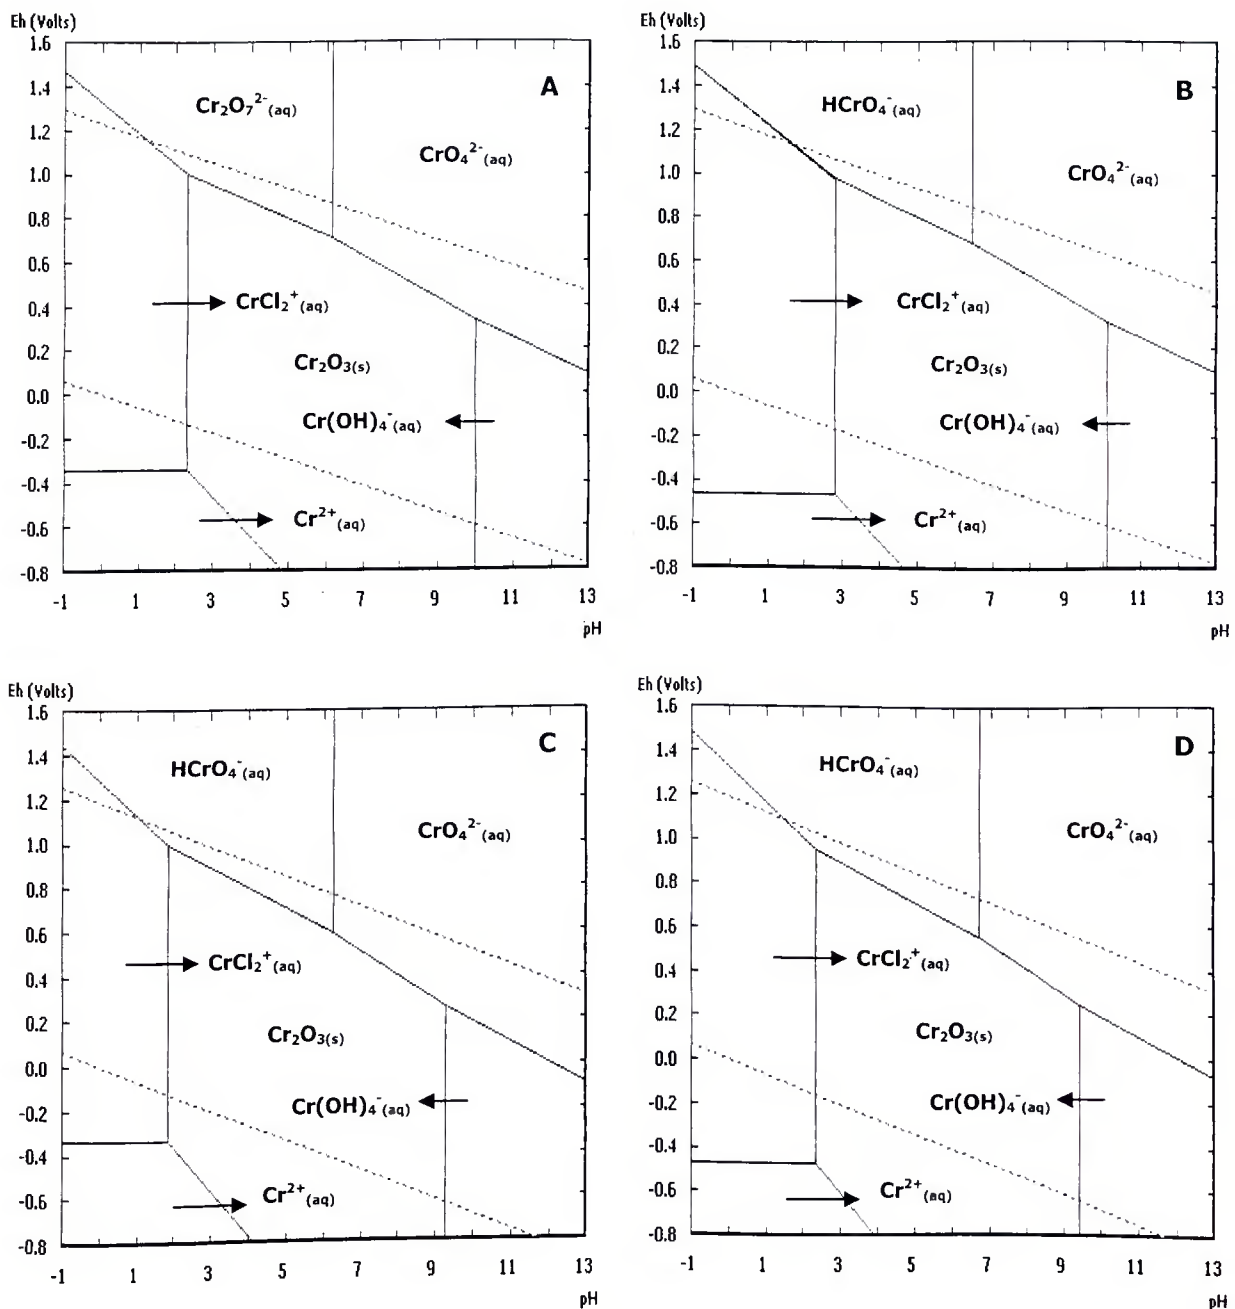 Eh (Volts)
1.6
1.4
1.2
1.0
0.8
0.6
0.4
0.2
0.0
-0.2
-0.4
-0.6
-0.8
-1
1
3
5
7
9
11
13
pH
A
Cr₂O₇²⁻(aq)
CrO₄²⁻(aq)
CrCl₂⁺(aq)
Cr₂O₃(s)
Cr(OH)₄⁻(aq)
Cr²⁺(aq)
Eh (Volts)
1.6
1.4
1.2
1.0
0.8
0.6
0.4
0.2
0.0
-0.2
-0.4
-0.6
-0.8
-1
1
3
5
7
9
11
13
pH
B
HCrO₄⁻(aq)
CrO₄²⁻(aq)
CrCl₂⁺(aq)
Cr₂O₃(s)
Cr(OH)₄⁻(aq)
Cr²⁺(aq)
Eh (Volts)
1.6
1.4
1.2
1.0
0.8
0.6
0.4
0.2
0.0
-0.2
-0.4
-0.6
-0.8
-1
1
3
5
7
9
11
13
pH
C
HCrO₄⁻(aq)
CrO₄²⁻(aq)
CrCl₂⁺(aq)
Cr₂O₃(s)
Cr(OH)₄⁻(aq)
Cr²⁺(aq)
Eh (Volts)
1.6
1.4
1.2
1.0
0.8
0.6
0.4
0.2
0.0
-0.2
-0.4
-0.6
-0.8
-1
1
3
5
7
9
11
13
pH
D
HCrO₄⁻(aq)
CrO₄²⁻(aq)
CrCl₂⁺(aq)
Cr₂O₃(s)
Cr(OH)₄⁻(aq)
Cr²⁺(aq)